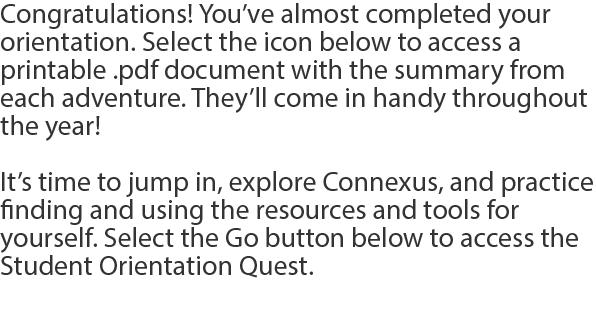 Congratulations! You’ve almost completed your
orientation. Select the icon below to access a
printable .pdf document with the summary from
each adventure. They’ll come in handy throughout
the year!

It’s time to jump in, explore Connexus, and practice
finding and using the resources and tools for
yourself. Select the Go button below to access the
Student Orientation Quest.